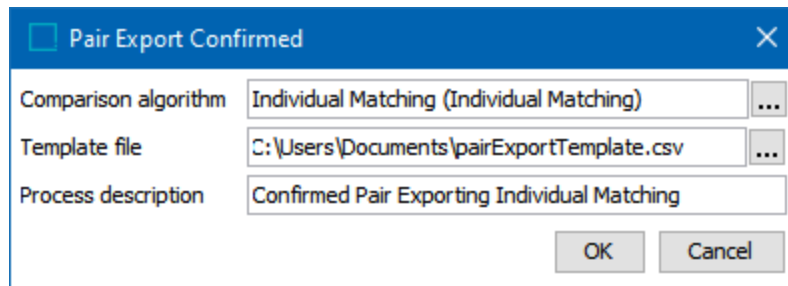 Pair Export Confirmed
Comparison algorithm Individual Matching (Individual Matching) ...
Template file C:\Users\Documents\pairExportTemplate.csv ...
Process description Confirmed Pair Exporting Individual Matching
OK Cancel